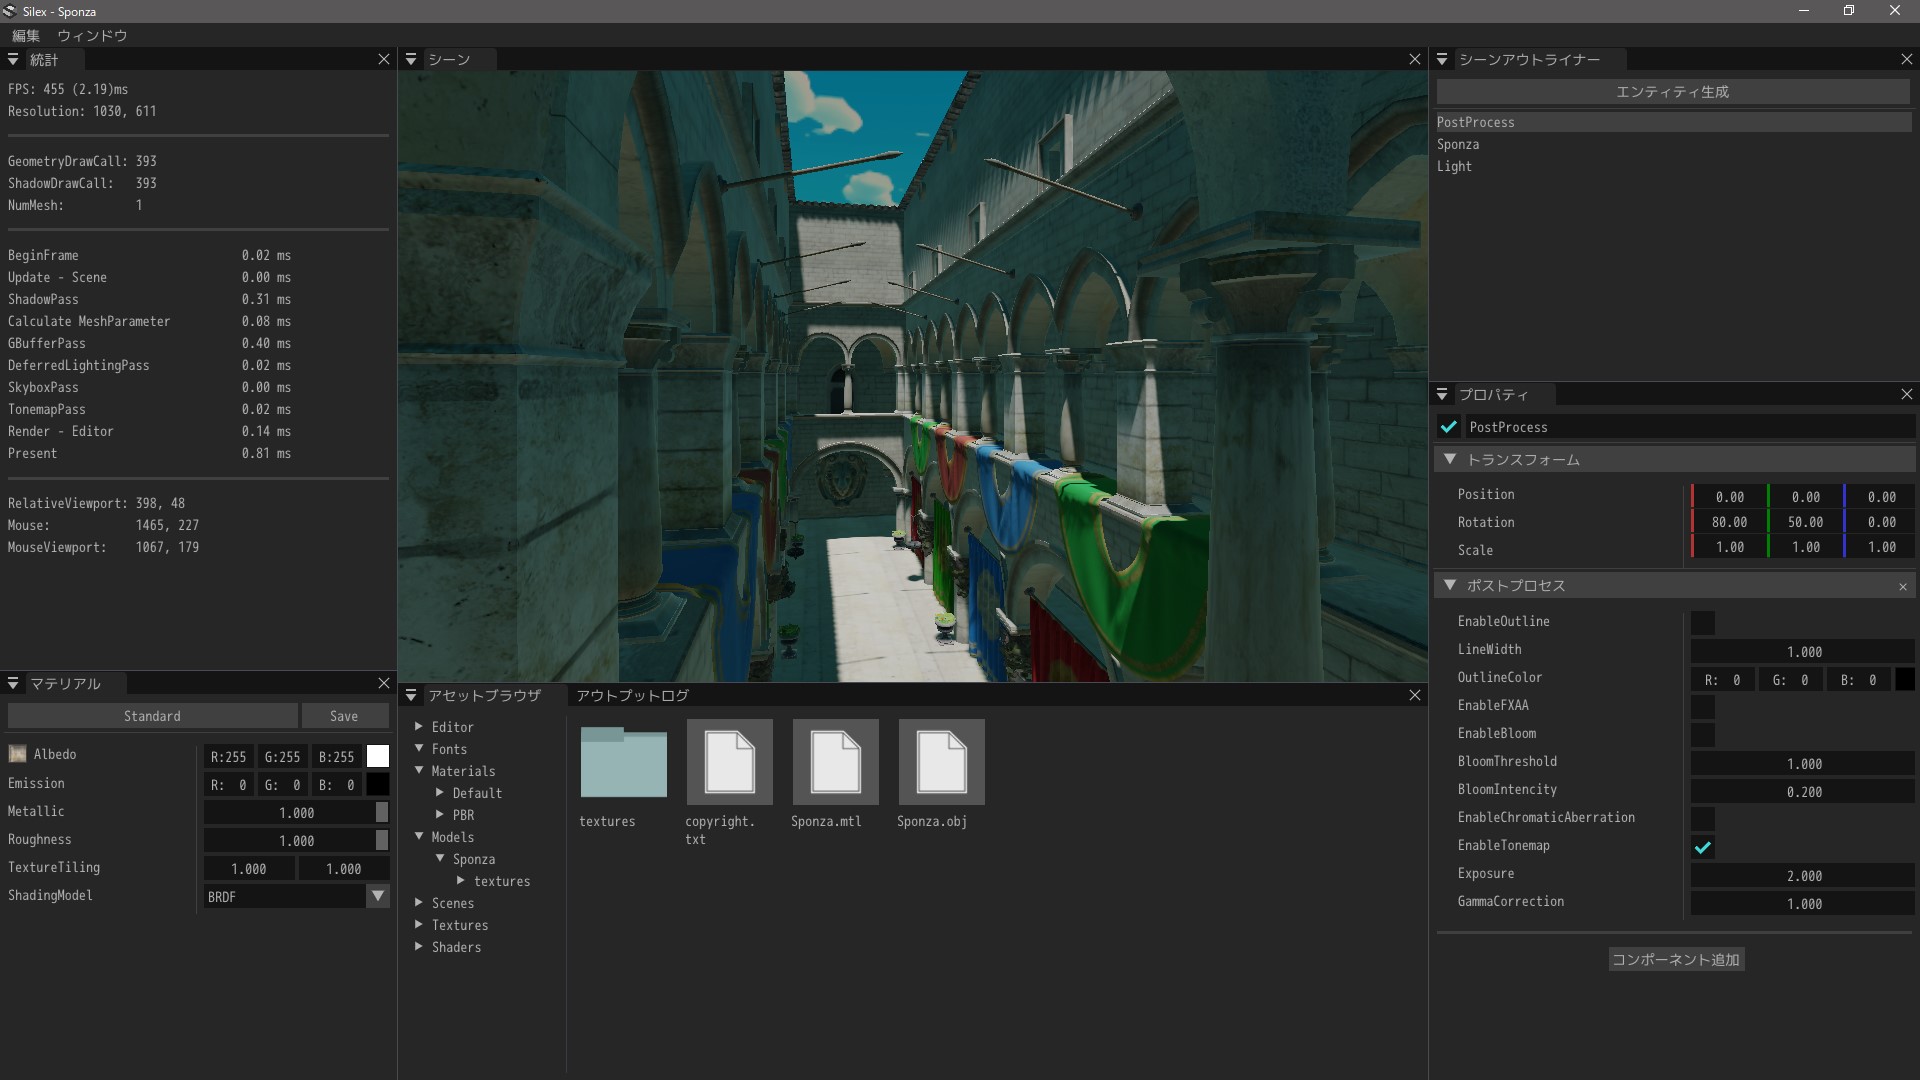 Silex - Sponza
編集 ウィンドウ
統計
FPS: 455 (2.19)ms
Resolution: 1030, 611
GeometryDrawCall: 393
ShadowDrawCall: 393
NumMesh: 1
BeginFrame 0.02 ms
Update - Scene 0.00 ms
ShadowPass 0.31 ms
Calculate MeshParameter 0.08 ms
GBufferPass 0.40 ms
DeferredLightingPass 0.02 ms
SkyboxPass 0.00 ms
TonemapPass 0.02 ms
Render - Editor 0.14 ms
Present 0.81 ms
RelativeViewport: 398, 48
Mouse: 1465, 227
MouseViewport: 1067, 179
マテリアル
Standard Save
Albedo R:255 G:255 B:255
Emission R: 0 G: 0 B: 0
Metallic 1.000
Roughness 1.000
TextureTiling 1.000 1.000
ShadingModel BRDF
シーン
アセットブラウザ アウトプットログ
Editor
Fonts
Materials
Default
PBR
Models
Sponza
textures
Scenes
Textures
Shaders
textures
copyright.
txt
Sponza.mtl
Sponza.obj
シーンアウトライナー
エンティティ生成
PostProcess
Sponza
Light
プロパティ
PostProcess
トランスフォーム
Position 0.00 0.00 0.00
Rotation 80.00 50.00 0.00
Scale 1.00 1.00 1.00
ポストプロセス
EnableOutline
LineWidth 1.000
OutlineColor R: 0 G: 0 B: 0
EnableFXAA
EnableBloom
BloomThreshold 1.000
BloomIntencity 0.200
EnableChromaticAberration
EnableTonemap
Exposure 2.000
GammaCorrection 1.000
コンポーネント追加